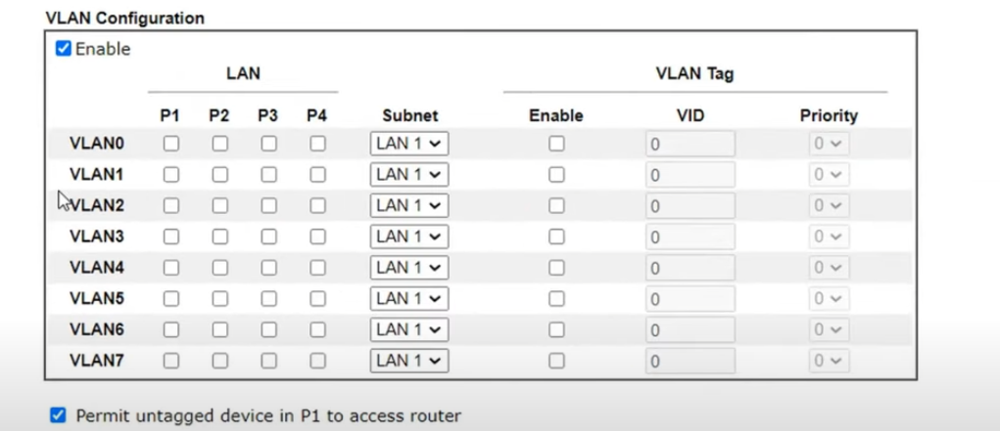 VLAN Configuration
Enable
LAN VLAN Tag
P1 P2 P3 P4 Subnet Enable VID Priority
VLAN0 LAN 1 0 0
VLAN1 LAN 1 0 0
VLAN2 LAN 1 0 0
VLAN3 LAN 1 0 0
VLAN4 LAN 1 0 0
VLAN5 LAN 1 0 0
VLAN6 LAN 1 0 0
VLAN7 LAN 1 0 0
Permit untagged device in P1 to access router